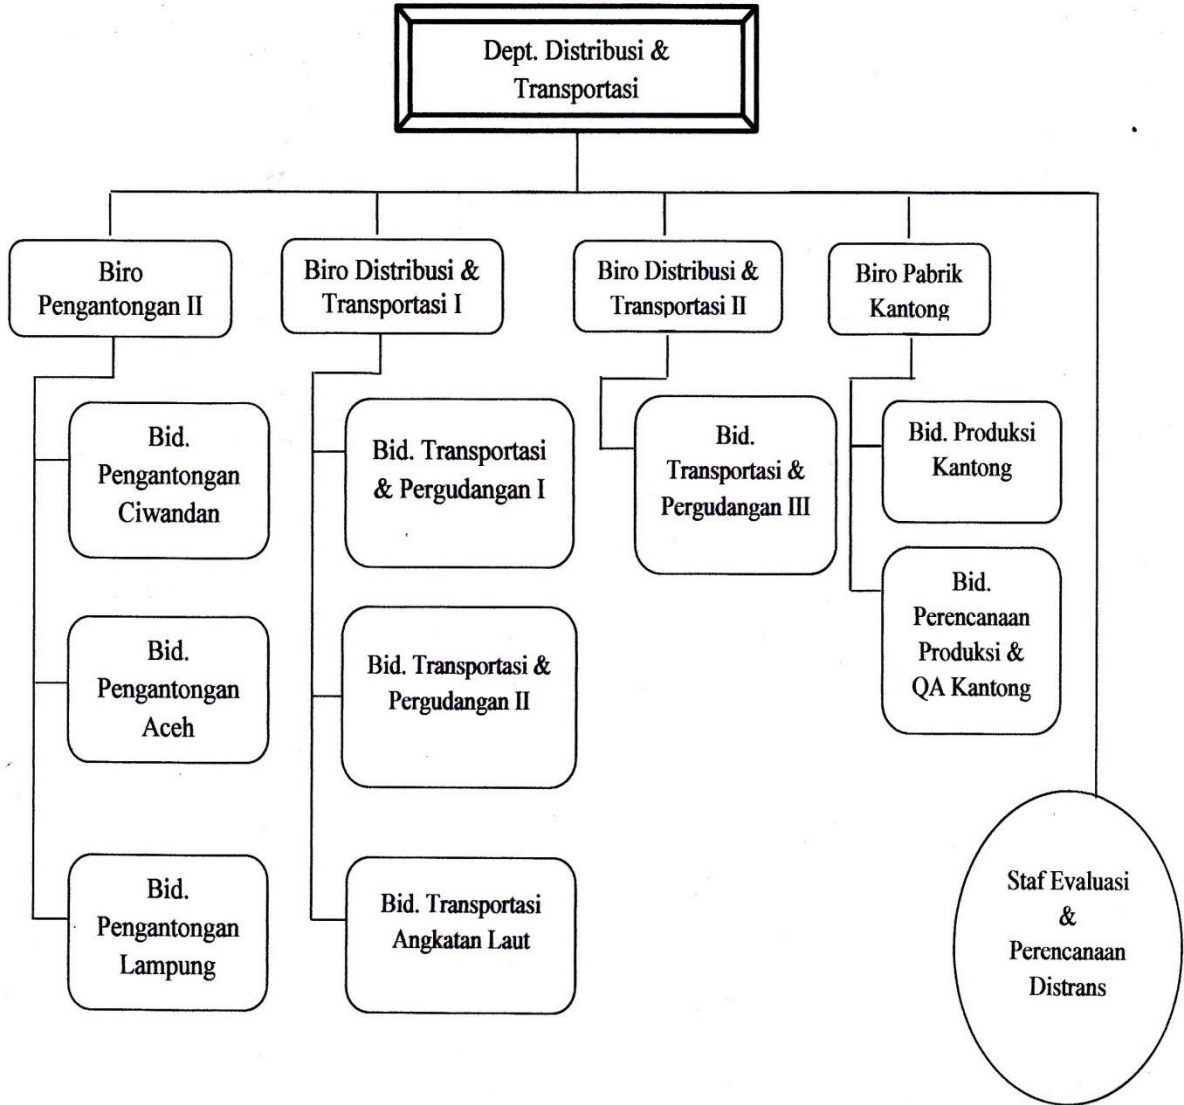 Dept. Distribusi &
Transportasi
Biro
Pengantongan II
Biro Distribusi &
Transportasi I
Biro Distribusi &
Transportasi II
Biro Pabrik
Kantong
Bid.
Pengantongan
Ciwandan
Bid. Transportasi
& Pergudangan I
Bid.
Transportasi &
Pergudangan III
Bid. Produksi
Kantong
Bid.
Pengantongan
Aceh
Bid. Transportasi &
Pergudangan II
Bid.
Perencanaan
Produksi &
QA Kantong
Bid.
Pengantongan
Lampung
Bid. Transportasi
Angkatan Laut
Staf Evaluasi
&
Perencanaan
Distrans